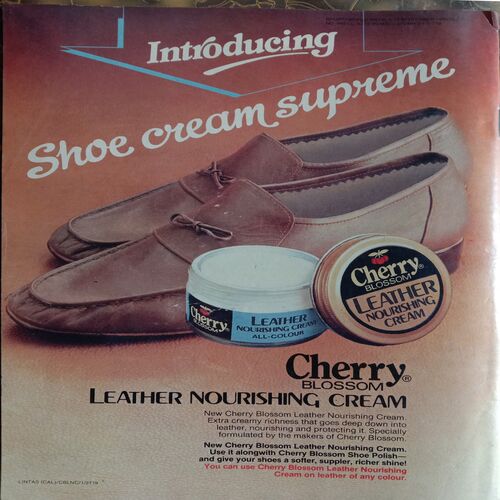 Introducing
Shoe cream supreme
Cherry
BLOSSOM
LEATHER
NOURISHING CREAM
ALL-COLOUR
Cherry®
BLOSSOM
LEATHER
NOURISHING
CREAM
Cherry®
BLOSSOM
LEATHER NOURISHING CREAM
New Cherry Blossom Leather Nourishing Cream.
Extra creamy richness that goes deep down into
leather, nourishing and protecting it. Specially
formulated by the makers of Cherry Blossom.
New Cherry Blossom Leather Nourishing Cream.
Use it alongwith Cherry Blossom Shoe Polish—
and give your shoes a softer, suppler, richer shine!
You can use Cherry Blossom Leather Nourishing
Cream on leather of any colour.